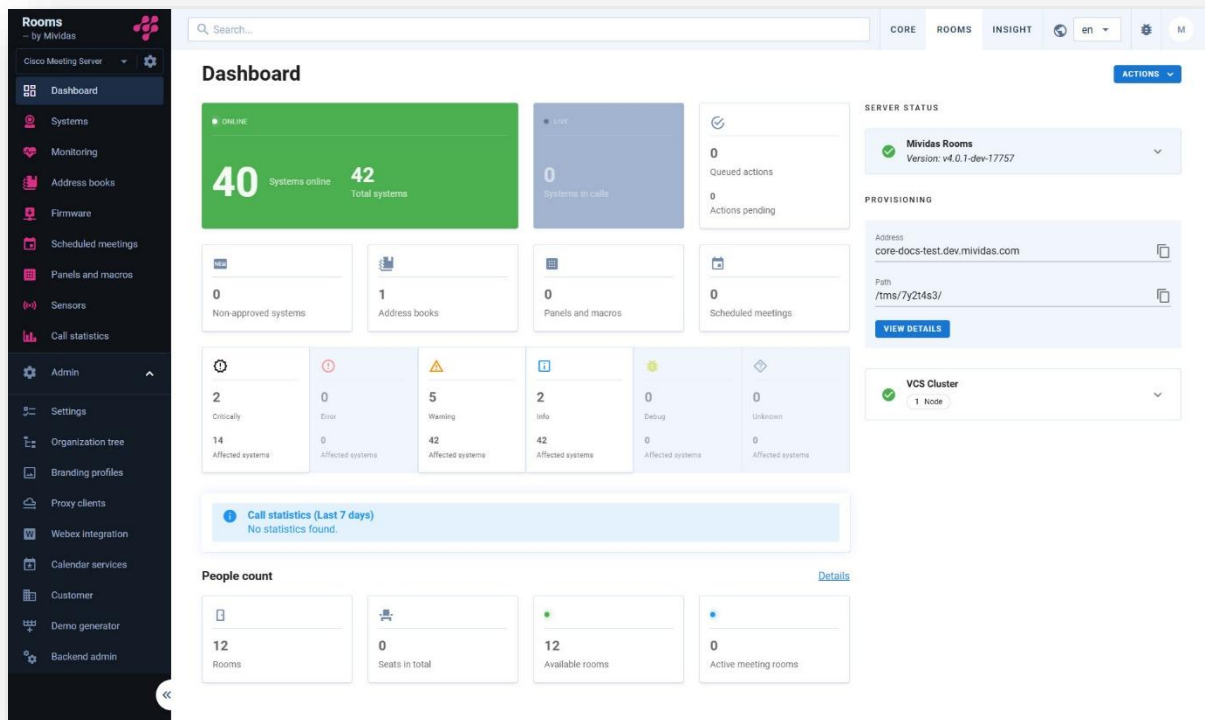 Rooms
– by Mividas
Cisco Meeting Server
Dashboard
Systems
Monitoring
Address books
Firmware
Scheduled meetings
Panels and macros
Sensors
Call statistics
Admin
Settings
Organization tree
Branding profiles
Proxy clients
W
Webex integration
Calendar services
Customer
Demo generator
Backend admin
Search...
CORE
ROOMS
INSIGHT
en
M
Dashboard
ACTIONS
ONLINE
40 Systems online
42
Total systems
LIVE
0
Systems in calls
0
Queued actions
0
Actions pending
NEW
0
Non-approved systems
1
Address books
0
Panels and macros
0
Scheduled meetings
2
Critically
14
Affected systems
0
Error
0
Affected systems
5
Warning
42
Affected systems
2
Info
42
Affected systems
0
Debug
0
Affected systems
0
Unknown
0
Affected systems
Call statistics (Last 7 days)
No statistics found.
People count
Details
12
Rooms
0
Seats in total
12
Available rooms
0
Active meeting rooms
SERVER STATUS
Mividas Rooms
Version: v4.0.1-dev-17757
PROVISIONING
Address
core-docs-test.dev.mividas.com
Path
/tms/7y2t4s3/
VIEW DETAILS
VCS Cluster
1 Node